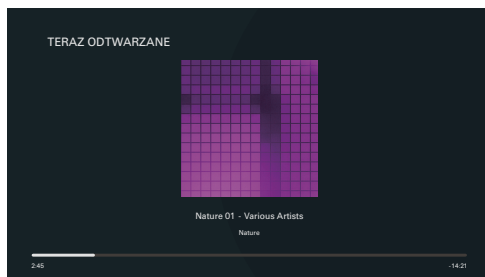 TERAZ ODTWARZANE
Nature 01 - Various Artists
Nature
2:45
-14:21